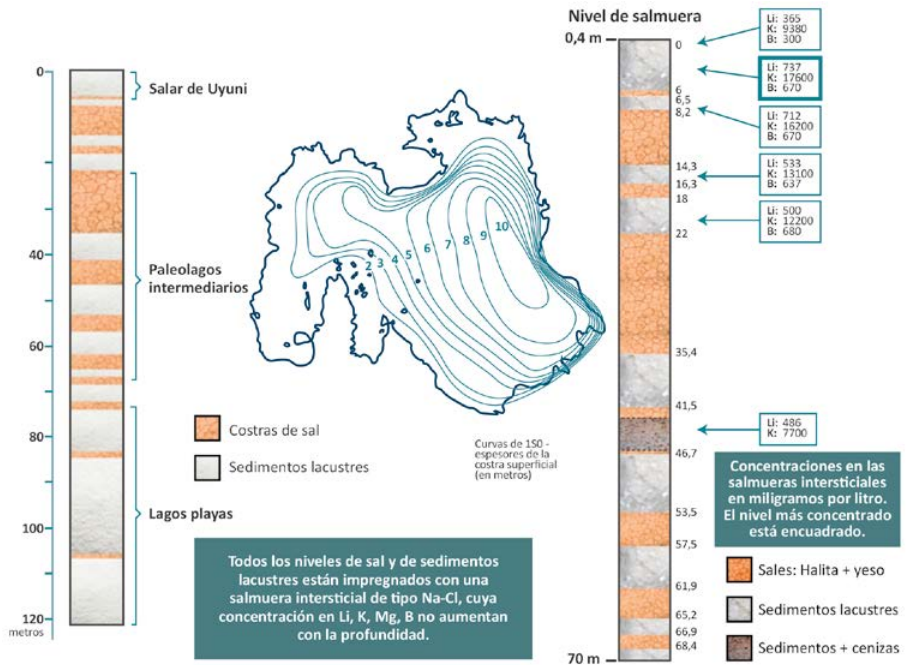 0
20
40
60
80
100
120
metros
Salar de Uyuni
Paleolagos
intermediarios
Lagos playas
Costras de sal
Sedimentos lacustres
2
3
4
5
6
7
8
9
10
Curvas de 1S0 -
espesores de la
costra superficial
(en metros)
Todos los niveles de sal y de sedimentos
lacustres están impregnados con una
salmuera intersticial de tipo Na-Cl, cuya
concentración en Li, K, Mg, B no aumentan
con la profundidad.
Nivel de salmuera
0,4 m
0
6
6,5
8,2
14,3
16,3
18
22
35,4
41,5
46,7
53,5
57,5
61,9
65,2
66,9
68,4
70 m
Li: 365
K: 9380
B: 300
Li: 737
K: 17600
B: 670
Li: 712
K: 16200
B: 670
Li: 533
K: 13100
B: 637
Li: 500
K: 12200
B: 680
Li: 486
K: 7700
Concentraciones en las
salmueras intersticiales
en miligramos por litro.
El nivel más concentrado
está encuadrado.
Sales: Halita + yeso
Sedimentos lacustres
Sedimentos + cenizas